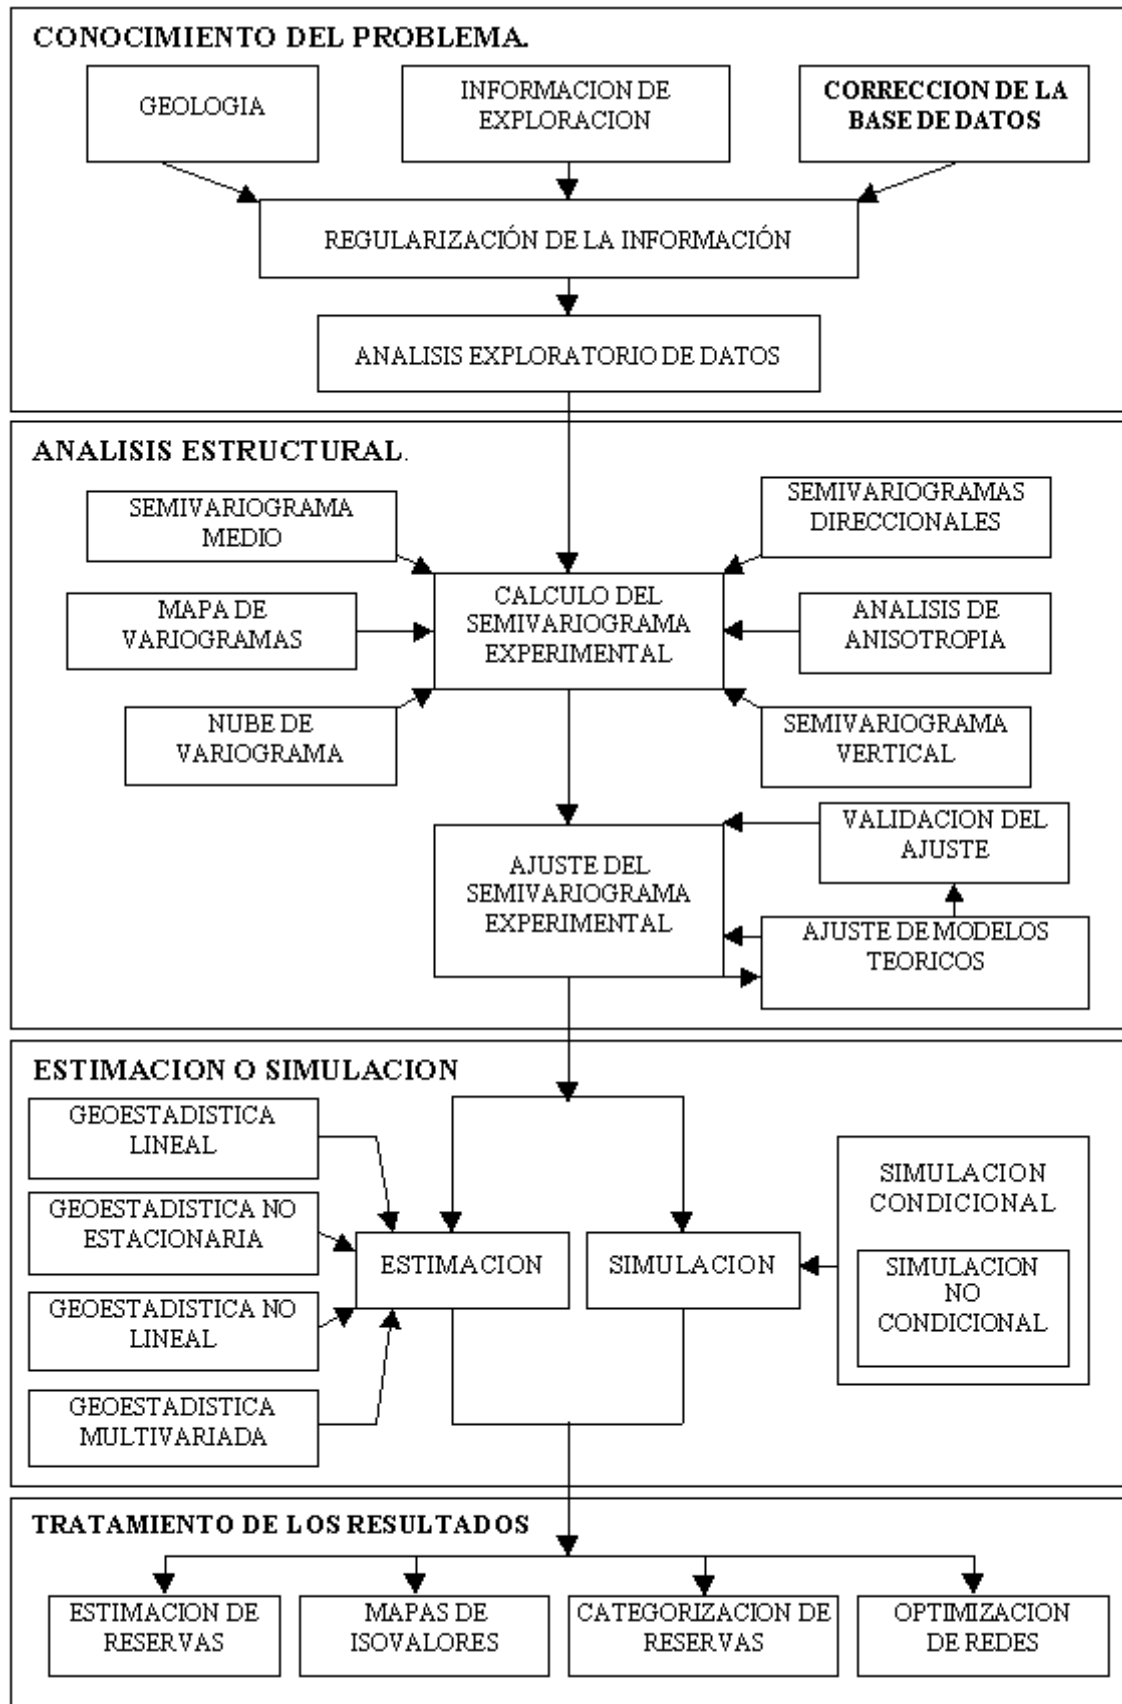 CONOCIMIENTO DEL PROBLEMA.
GEOLOGIA
INFORMACION DE
EXPLORACION
CORRECCION DE LA
BASE DE DATOS
REGULARIZACIÓN DE LA INFORMACIÓN
ANALISIS EXPLORATORIO DE DATOS
ANALISIS ESTRUCTURAL.
SEMIVARIOGRAMA
MEDIO
SEMIVARIOGRAMAS
DIRECCIONALES
MAPA DE
VARIOGRAMAS
CALCULO DEL
SEMIVARIOGRAMA
EXPERIMENTAL
ANALISIS DE
ANISOTROPIA
NUBE DE
VARIOGRAMA
SEMIVARIOGRAMA
VERTICAL
AJUSTE DEL
SEMIVARIOGRAMA
EXPERIMENTAL
VALIDACION DEL
AJUSTE
AJUSTE DE MODELOS
TEORICOS
ESTIMACION O SIMULACION
GEOESTADISTICA
LINEAL
GEOESTADISTICA NO
ESTACIONARIA
GEOESTADISTICA NO
LINEAL
GEOESTADISTICA
MULTIVARIADA
ESTIMACION
SIMULACION
SIMULACION
CONDICIONAL
SIMULACION
NO
CONDICIONAL
TRATAMIENTO DE LOS RESULTADOS
ESTIMACION DE
RESERVAS
MAPAS DE
ISOVALORES
CATEGORIZACION DE
RESERVAS
OPTIMIZACION
DE REDES